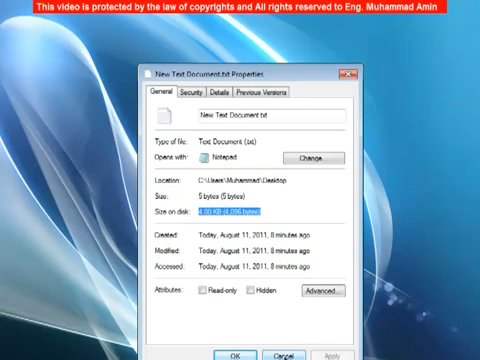 This video is protected by the law of copyrights and All rights reserved to Eng. Muhammad Amin
New Text Document.txt Properties
General Security Details Previous Versions
New Text Document.txt
Type of file: Text Document (.txt)
Opens with: Notepad Change...
Location: C:\Users\Muhammad\Desktop
Size: 5 bytes (5 bytes)
Size on disk: 4.00 KB (4,096 bytes)
Created: Today, August 11, 2011, 8 minutes ago
Modified: Today, August 11, 2011, 8 minutes ago
Accessed: Today, August 11, 2011, 8 minutes ago
Attributes: Read-only Hidden Advanced...
OK Cancel Apply